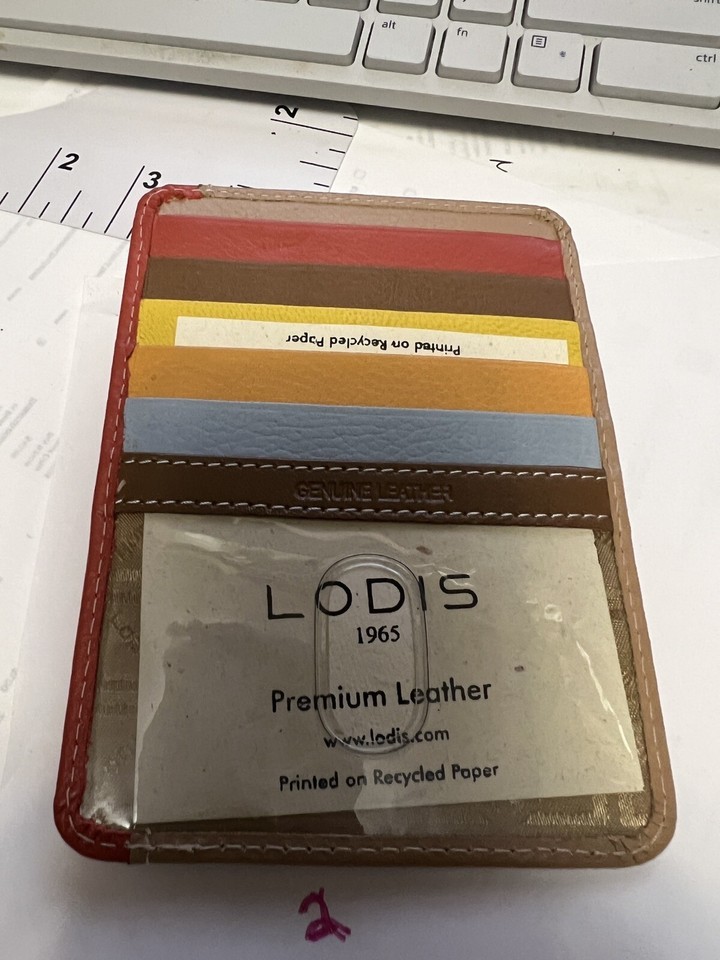 alt
fn
ctrl
2
2
3
Printed on Recycled Paper
GENUINE LEATHER
LODIS
1965
Premium Leather
www.lodis.com
Printed on Recycled Paper
2